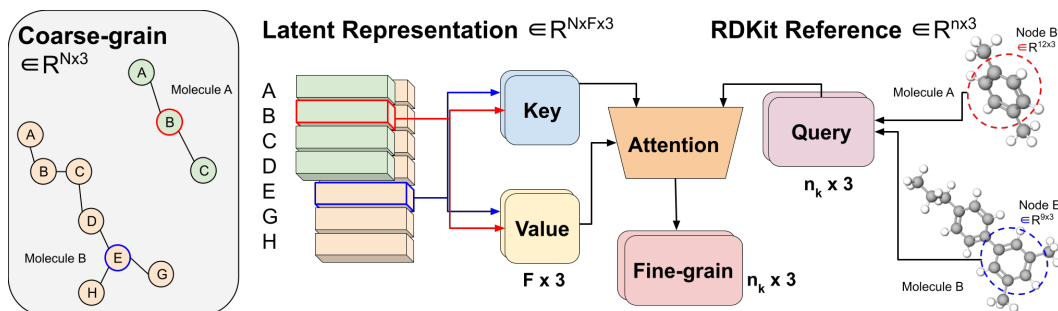 Coarse-grain
∈ R^Nx3
Molecule A
A
B
C
A
B
C
D
E
G
H
Molecule B
Latent Representation ∈ R^NxFx3
A
B
C
D
E
G
H
Key
Value
F x 3
Attention
Fine-grain
n_k x 3
Query
n_k x 3
RDKit Reference ∈ R^nx3
Node B
∈ R^12x3
Molecule A
Node E
∈ R^9x3
Molecule B